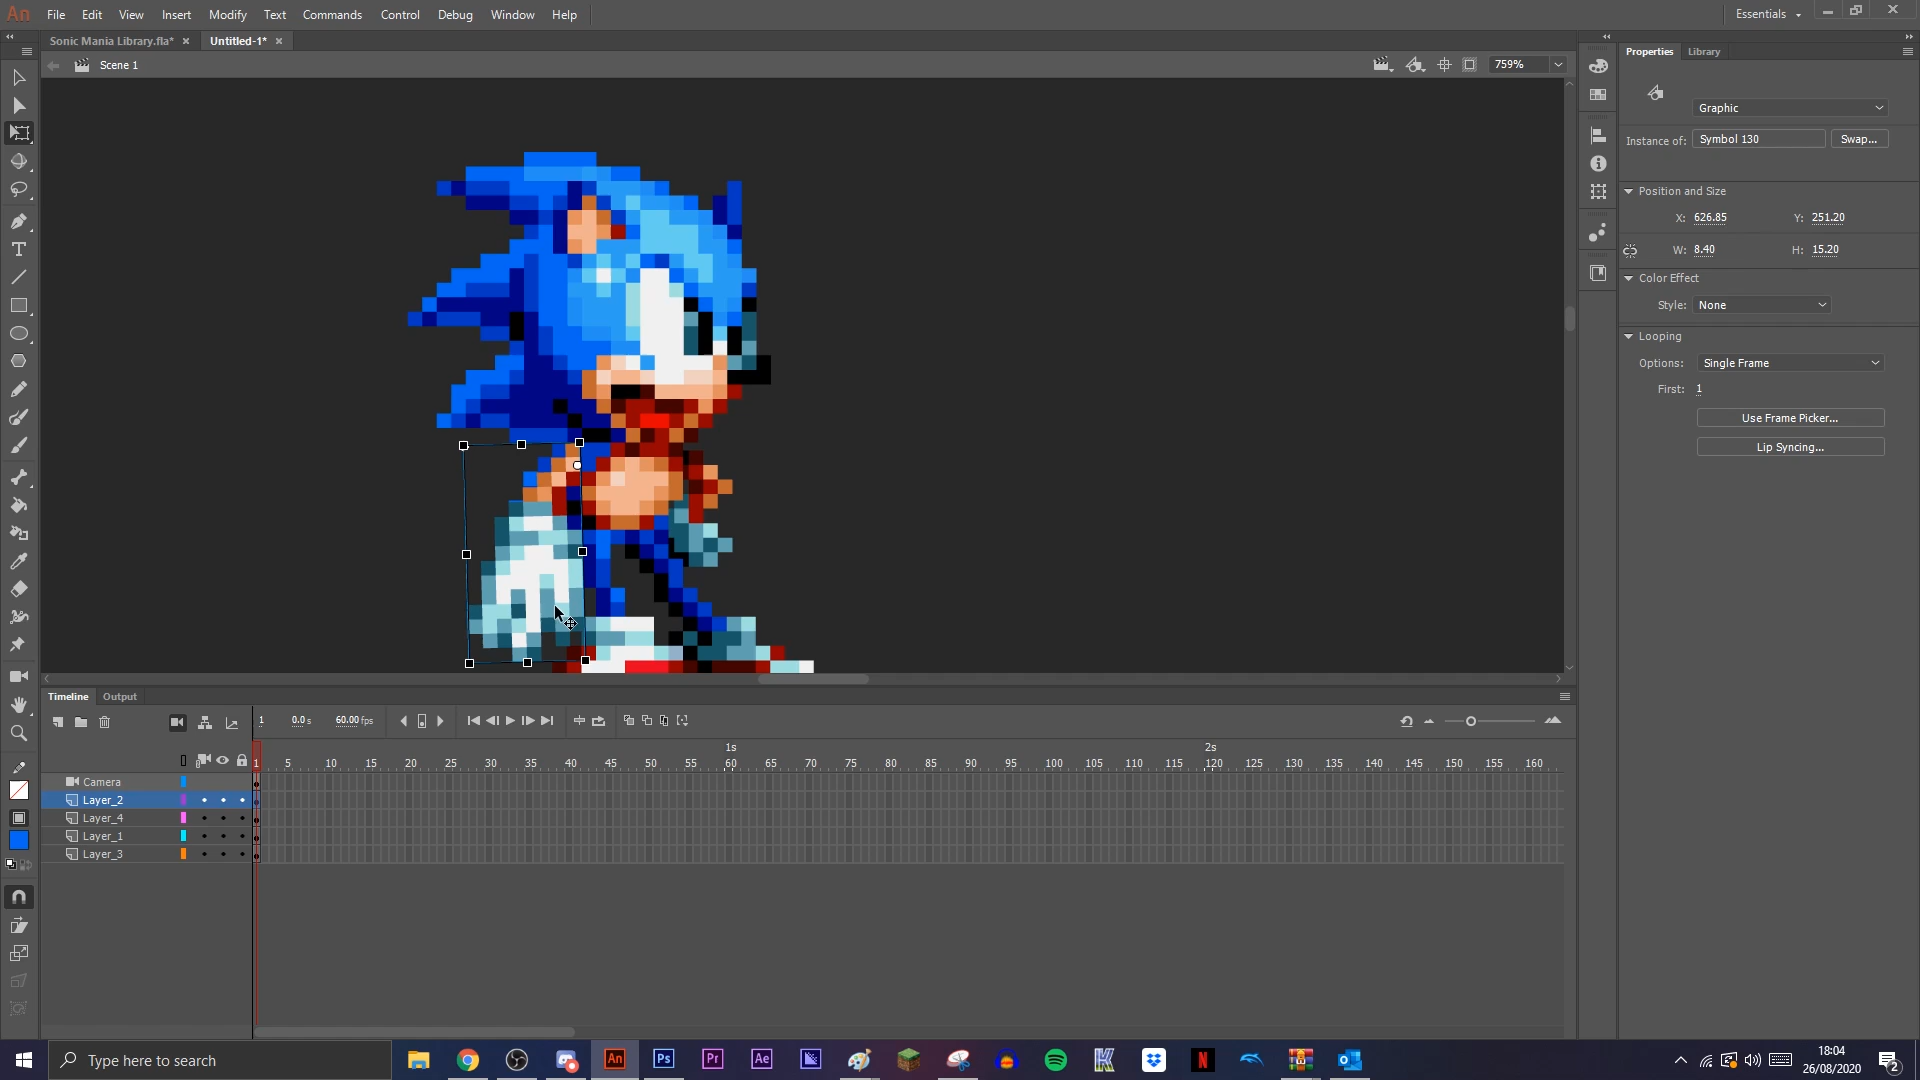 An File Edit View Insert Modify Text Commands Control Debug Window Help Essentials
Sonic Mania Library.fla* × Untitled-1* ×
Scene 1 759%
Properties Library
Graphic
Instance of: Symbol 130 Swap...
Position and Size
X: 626.85 Y: 251.20
W: 8.40 H: 15.20
Color Effect
Style: None
Looping
Options: Single Frame
First: 1
Use Frame Picker...
Lip Syncing...
Timeline Output
1 0.0 s 60.00 fps
1s 2s
1 5 10 15 20 25 30 35 40 45 50 55 60 65 70 75 80 85 90 95 100 105 110 115 120 125 130 135 140 145 150 155 160
Camera
Layer_2
Layer_4
Layer_1
Layer_3
Type here to search
An Ps Pr Ae K N
18:04
26/08/2020
2